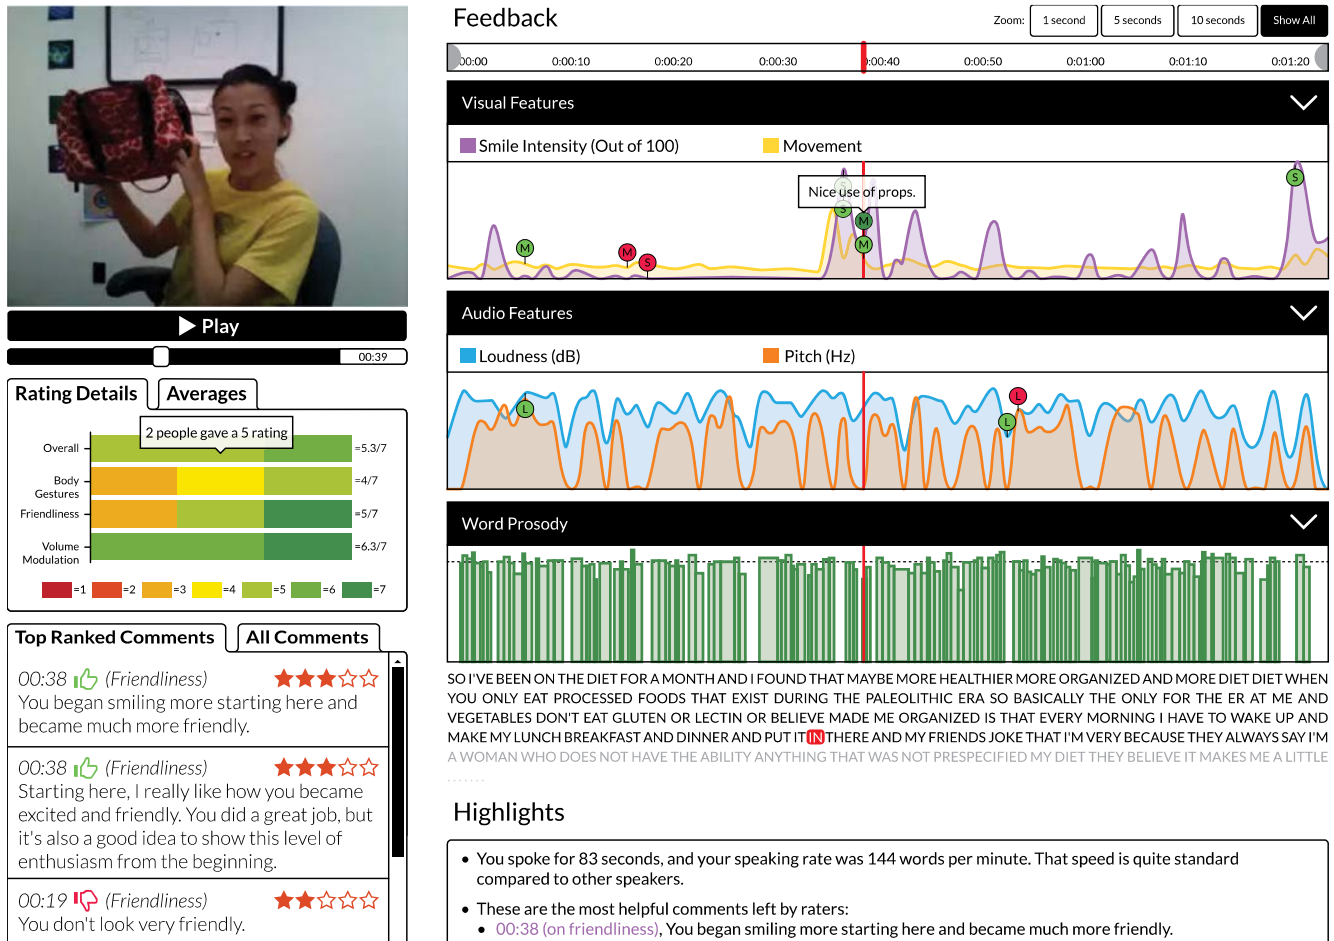 Play
00:39
Rating Details
Averages
2 people gave a 5 rating
Overall
=5.3/7
Body Gestures
=4/7
Friendliness
=5/7
Volume Modulation
=6.3/7
=1 =2 =3 =4 =5 =6 =7
Top Ranked Comments
All Comments
00:38 (Friendliness)
You began smiling more starting here and
became much more friendly.
00:38 (Friendliness)
Starting here, I really like how you became
excited and friendly. You did a great job, but
it's also a good idea to show this level of
enthusiasm from the beginning.
00:19 (Friendliness)
You don't look very friendly.
Feedback
Zoom: 1 second 5 seconds 10 seconds Show All
00:00 0:00:10 0:00:20 0:00:30 0:00:40 0:00:50 0:01:00 0:01:10 0:01:20
Visual Features
Smile Intensity (Out of 100) Movement
Nice use of props.
S
S
M
M
M
M
S
S
Audio Features
Loudness (dB) Pitch (Hz)
L
L
L
Word Prosody
SO I'VE BEEN ON THE DIET FOR A MONTH AND I FOUND THAT MAYBE MORE HEALTHIER MORE ORGANIZED AND MORE DIET DIET WHEN
YOU ONLY EAT PROCESSED FOODS THAT EXIST DURING THE PALEOLITHIC ERA SO BASICALLY THE ONLY FOR THE ER AT ME AND
VEGETABLES DON'T EAT GLUTEN OR LECTIN OR BELIEVE MADE ME ORGANIZED IS THAT EVERY MORNING I HAVE TO WAKE UP AND
MAKE MY LUNCH BREAKFAST AND DINNER AND PUT IT IN THERE AND MY FRIENDS JOKE THAT I'M VERY BECAUSE THEY ALWAYS SAY I'M
A WOMAN WHO DOES NOT HAVE THE ABILITY ANYTHING THAT WAS NOT PRESPECIFIED MY DIET THEY BELIEVE IT MAKES ME A LITTLE
.......
Highlights
• You spoke for 83 seconds, and your speaking rate was 144 words per minute. That speed is quite standard
compared to other speakers.
• These are the most helpful comments left by raters:
• 00:38 (on friendliness), You began smiling more starting here and became much more friendly.